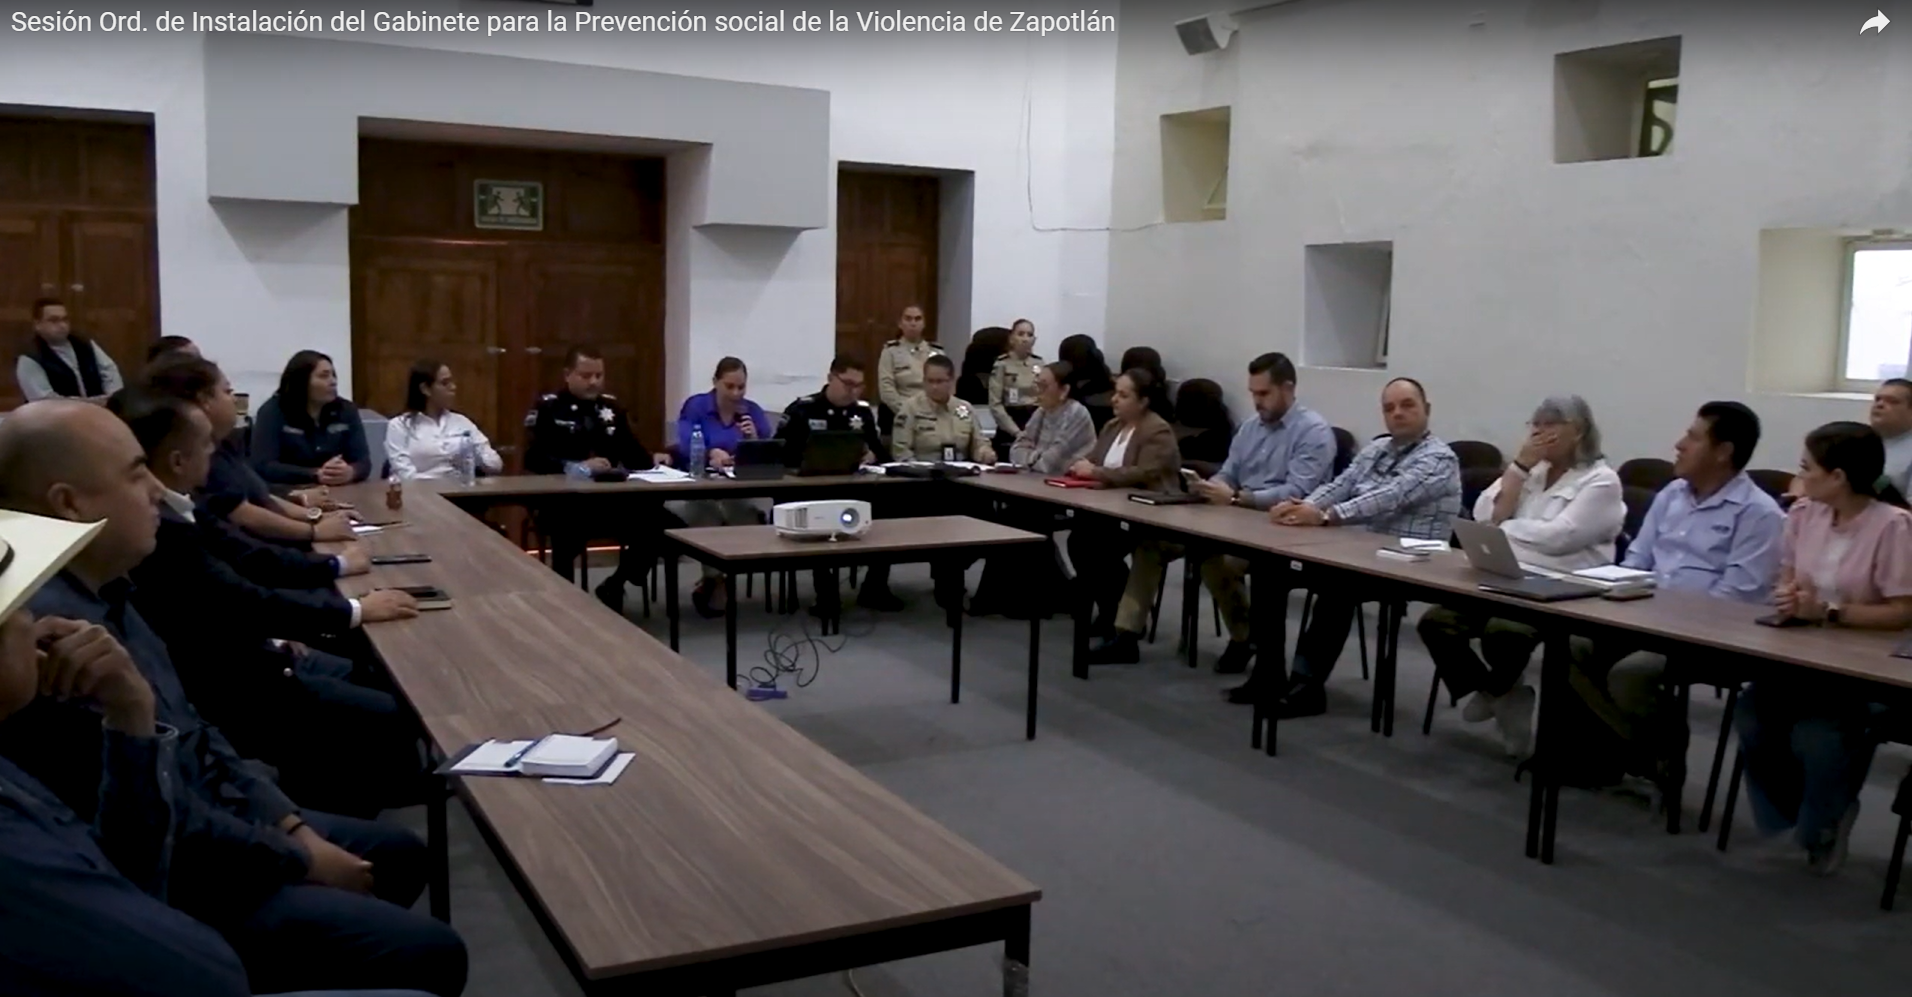 Sesión Ord. de Instalación del Gabinete para la Prevención social de la Violencia de Zapotlán